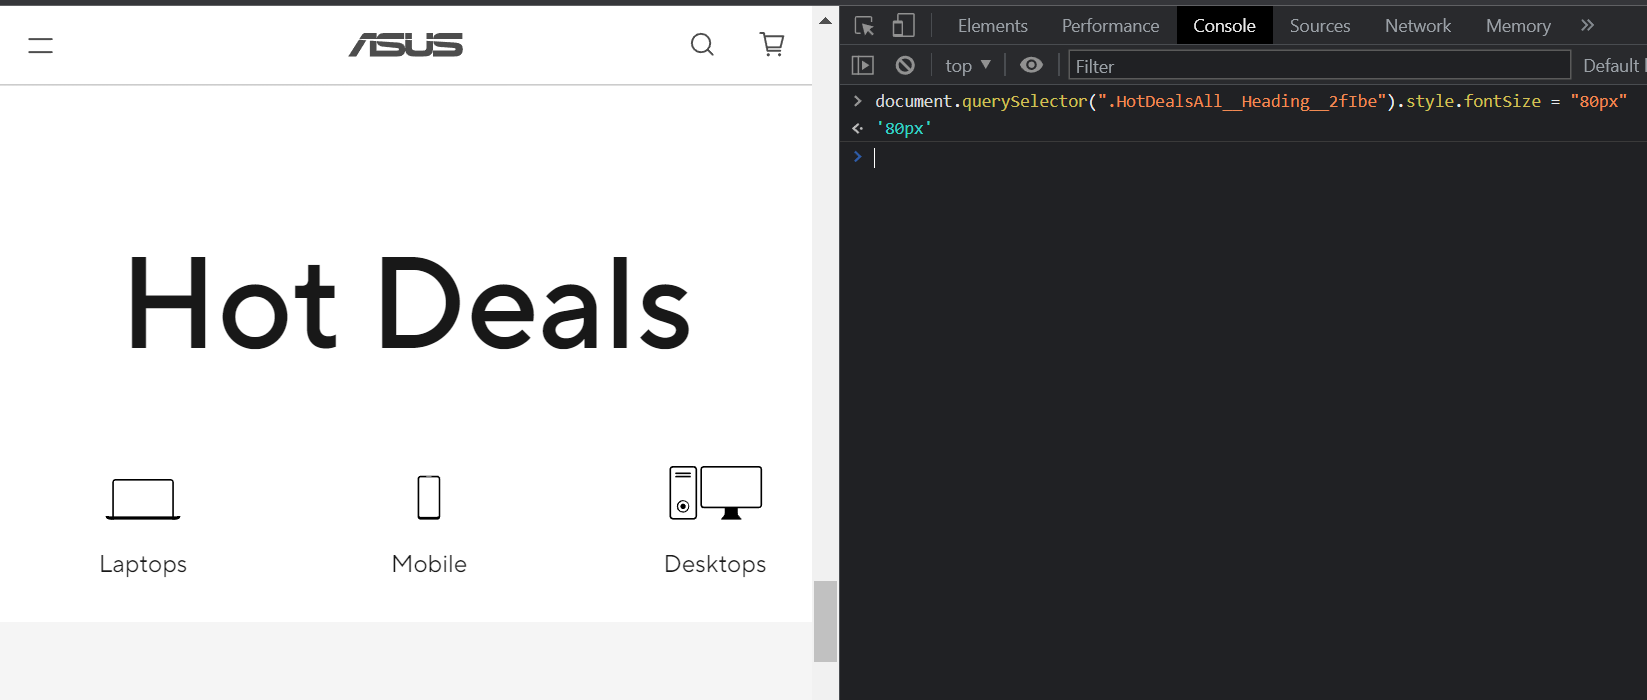 ASUS
Hot Deals
Laptops Mobile Desktops
Elements Performance Console Sources Network Memory
top Filter Default
document.querySelector(".HotDealsAll__Heading__2fIbe").style.fontSize = "80px"
'80px'